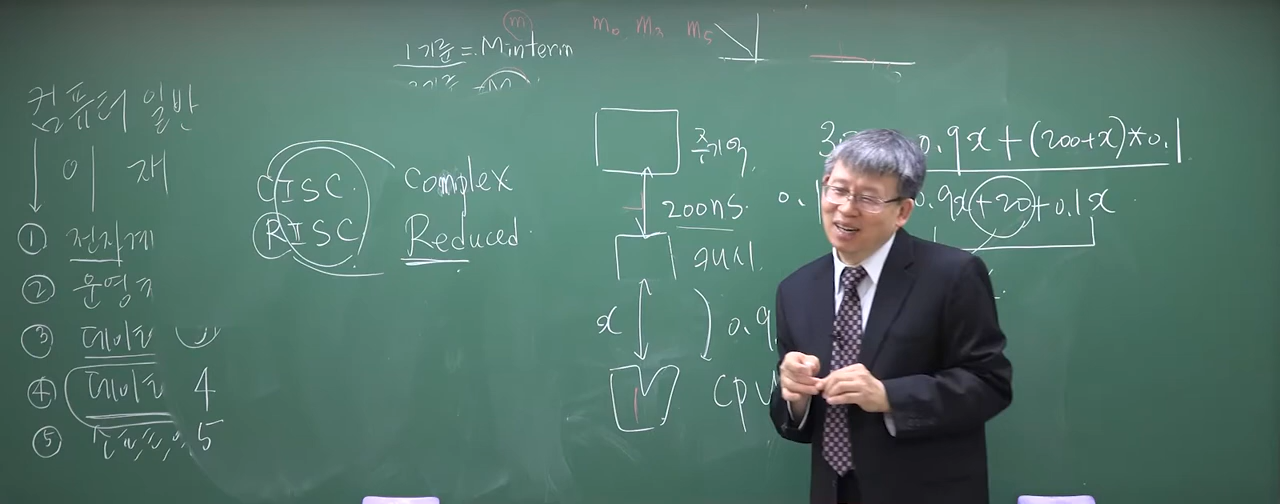 m
m₀ m₂ m₅
1 기준 = Minterm
컴퓨터 일반
이 재
① 전자계
② 운영
③ 데이터
④ 데이터 4
⑤ 5
CISC Complex
RISC Reduced
주기억
200ns
캐시
x 0.9
CPU
0.9x+(200+x)*0.1
0.9x+20+0.1x